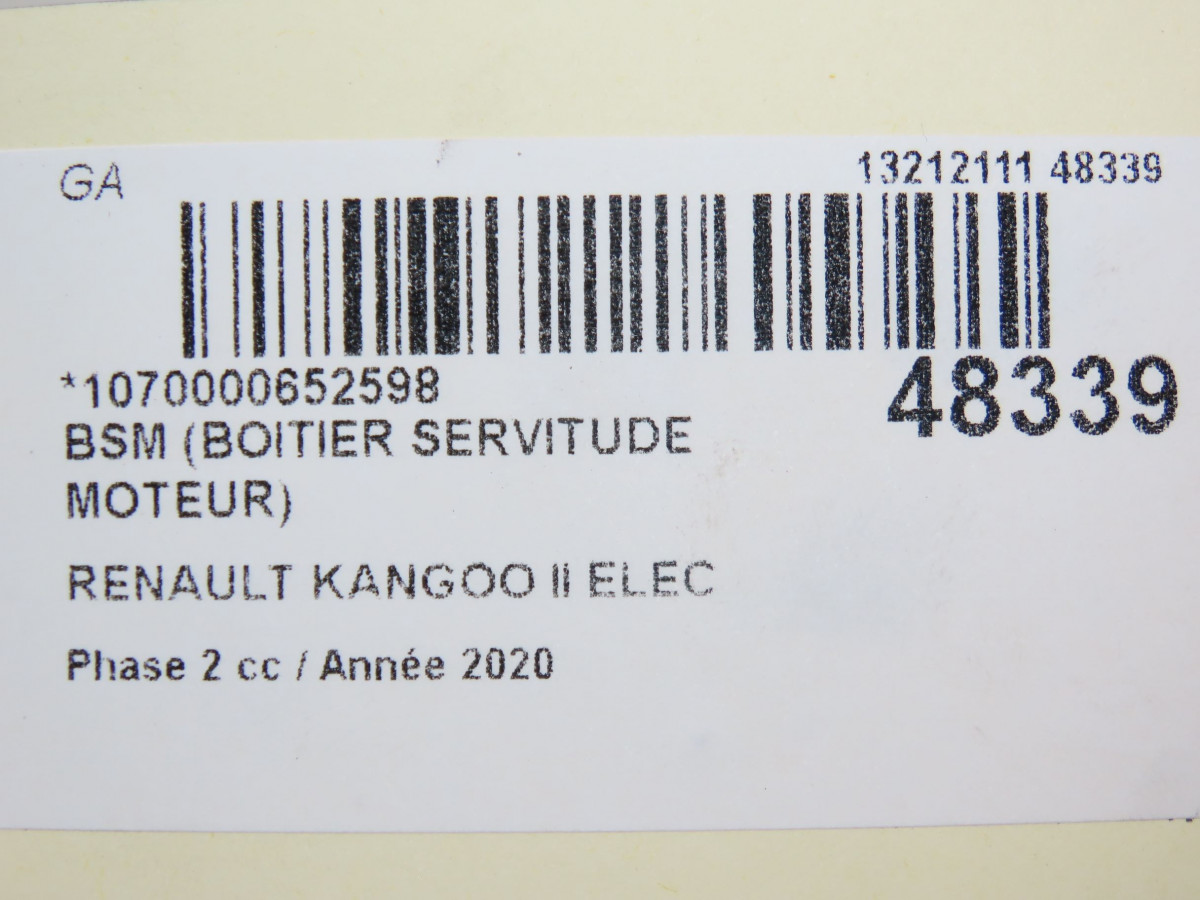 GA
13212111 48339
*1070000652598
48339
BSM (BOITIER SERVITUDE
MOTEUR)
RENAULT KANGOO II ELEC
Phase 2 cc / Année 2020